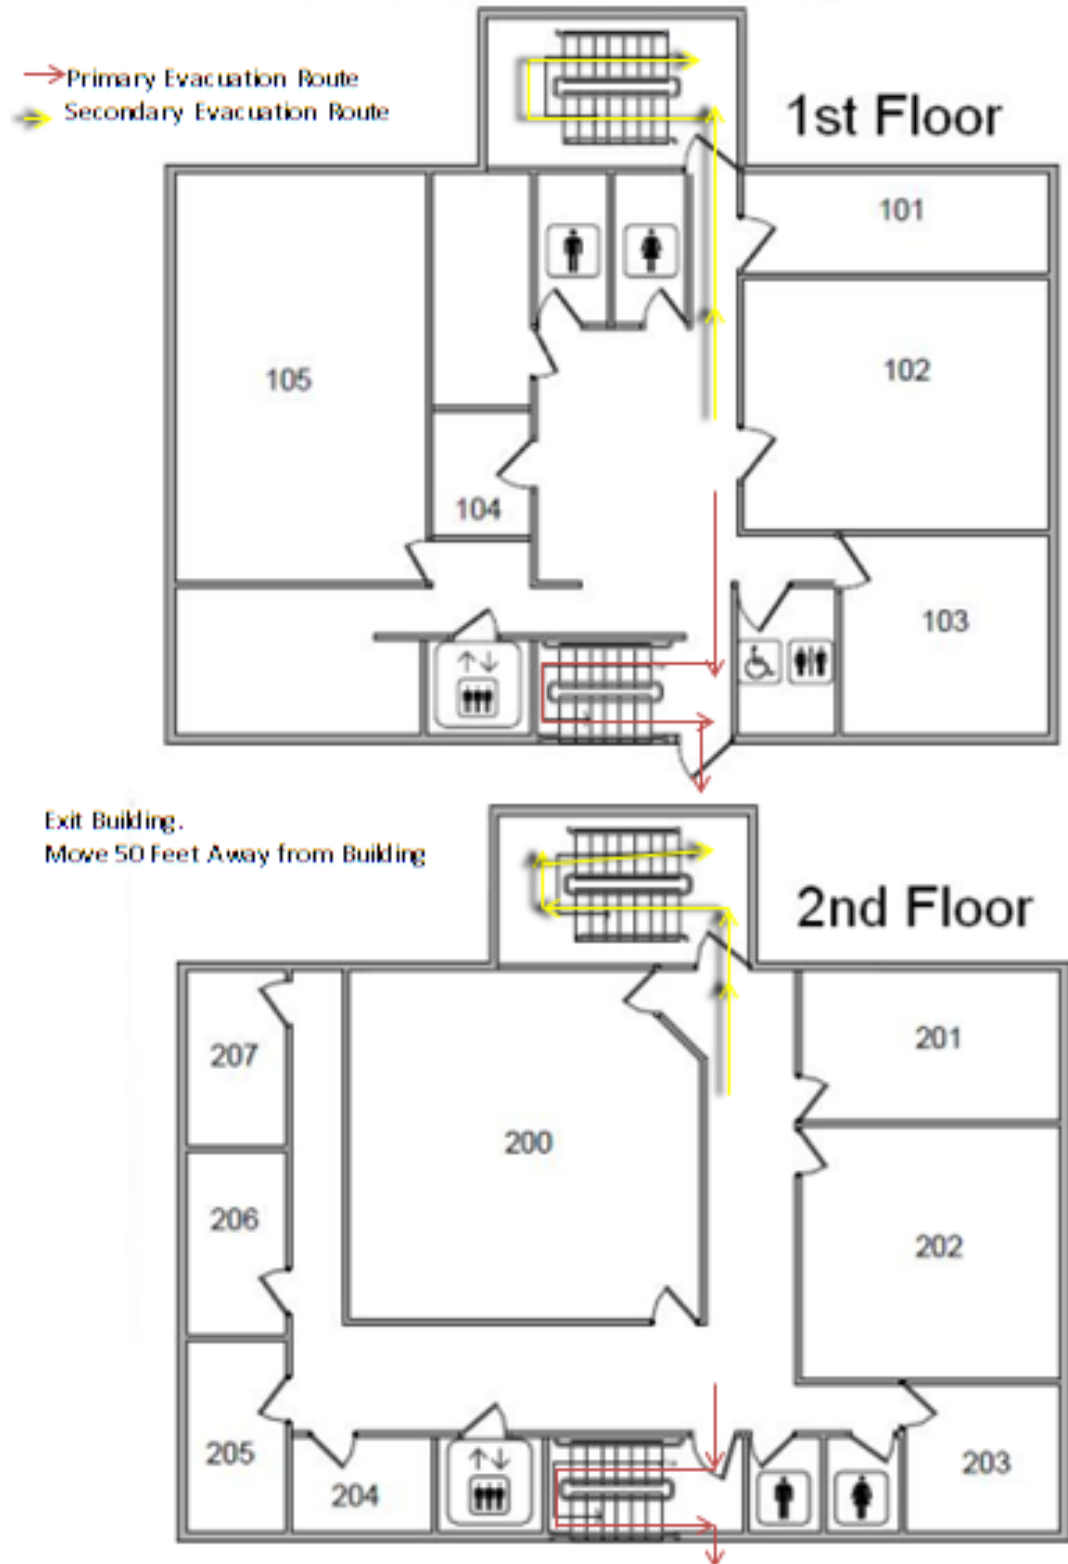 Primary Evacuation Route
Secondary Evacuation Route
1st Floor
101
102
105
104
103
Exit Building.
Move 50 Feet Away from Building
2nd Floor
201
207
200
206
202
205
204
203